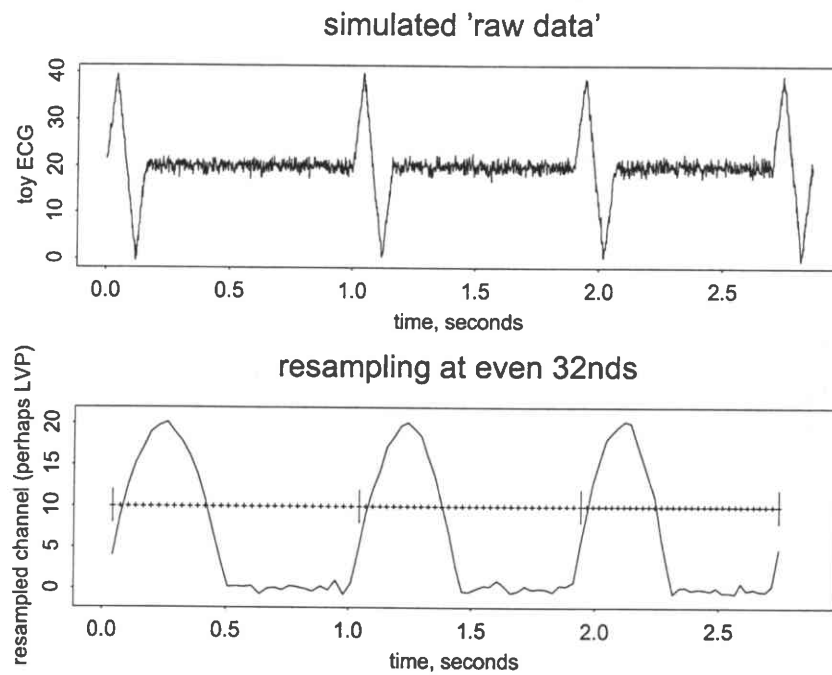 simulated 'raw data'
toy ECG
40
30
20
10
0
0.0 0.5 1.0 1.5 2.0 2.5
time, seconds
resampling at even 32nds
resampled channel (perhaps LVP)
20
15
10
5
0
0.0 0.5 1.0 1.5 2.0 2.5
time, seconds